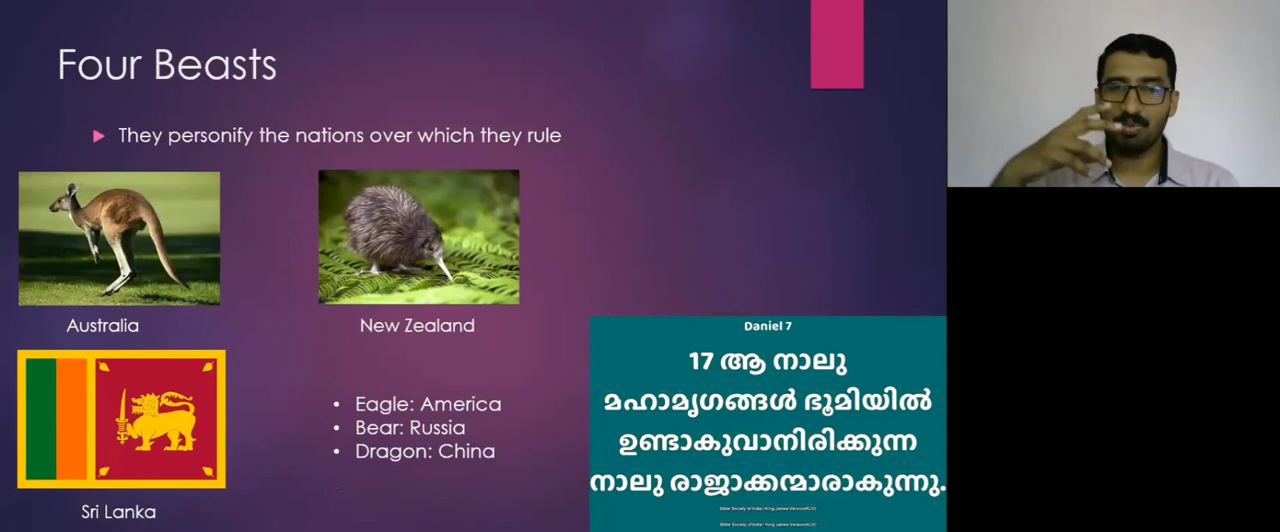 Four Beasts
They personify the nations over which they rule
Australia
New Zealand
Sri Lanka
• Eagle: America
• Bear: Russia
• Dragon: China
Daniel 7
17 ആ നാലു
മഹാമൃഗങ്ങൾ ഭൂമിയിൽ
ഉണ്ടാകുവാനിരിക്കുന്ന
നാലു രാജാക്കന്മാരാകുന്നു.